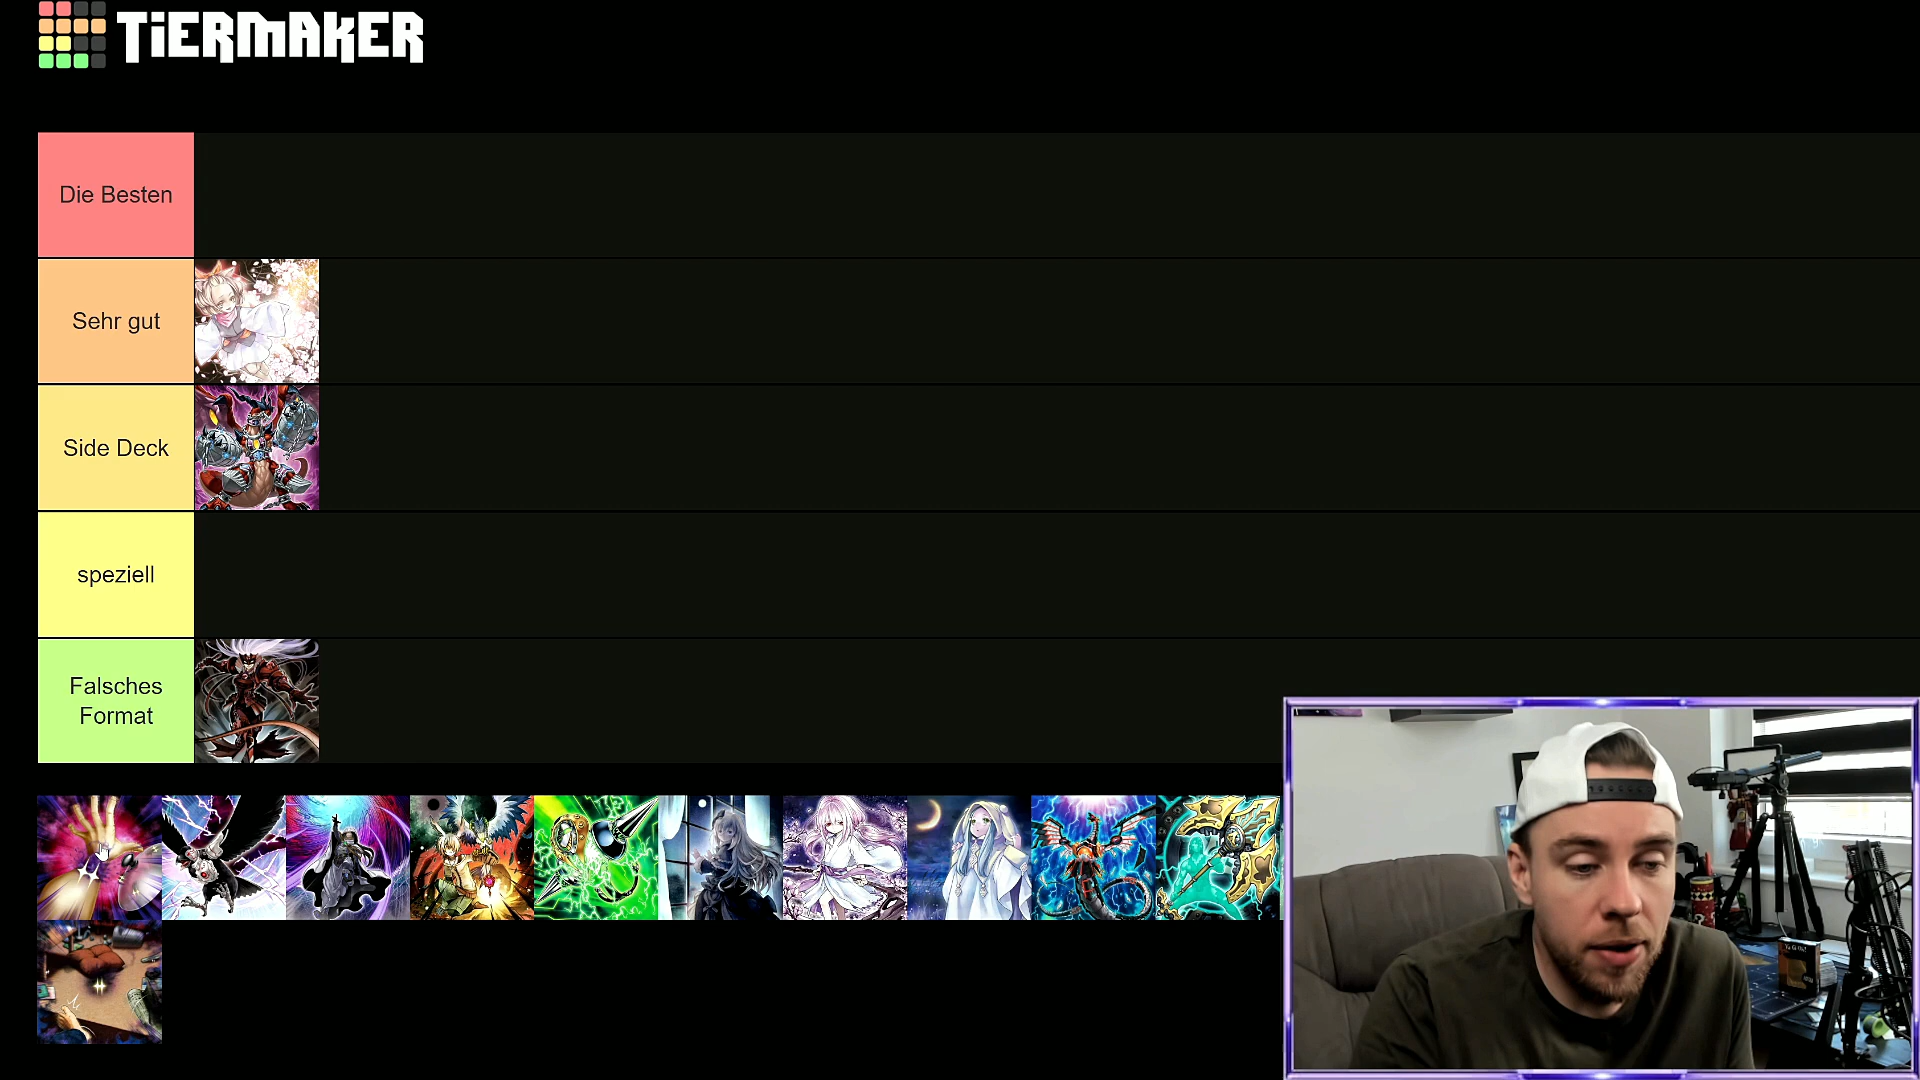 TiERMAKER
Die Besten
Sehr gut
Side Deck
speziell
Falsches
Format